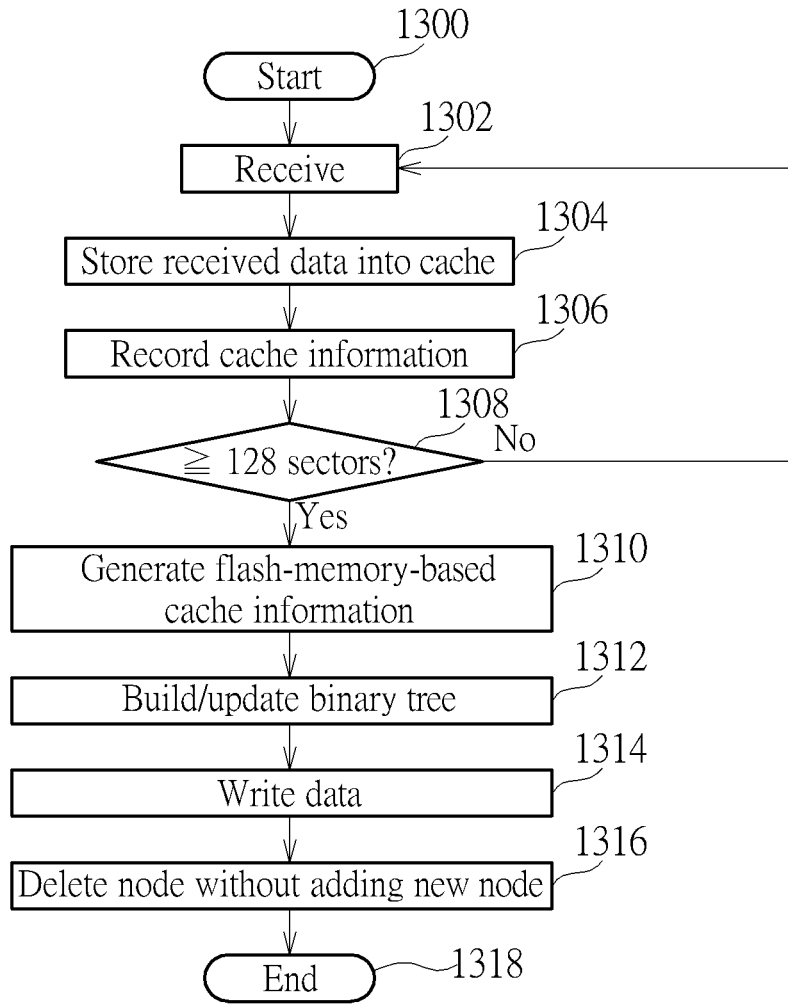 1300
Start
1302
Receive
1304
Store received data into cache
1306
Record cache information
1308
≧ 128 sectors?
No
Yes
1310
Generate flash-memory-based
cache information
1312
Build/update binary tree
1314
Write data
1316
Delete node without adding new node
End
1318